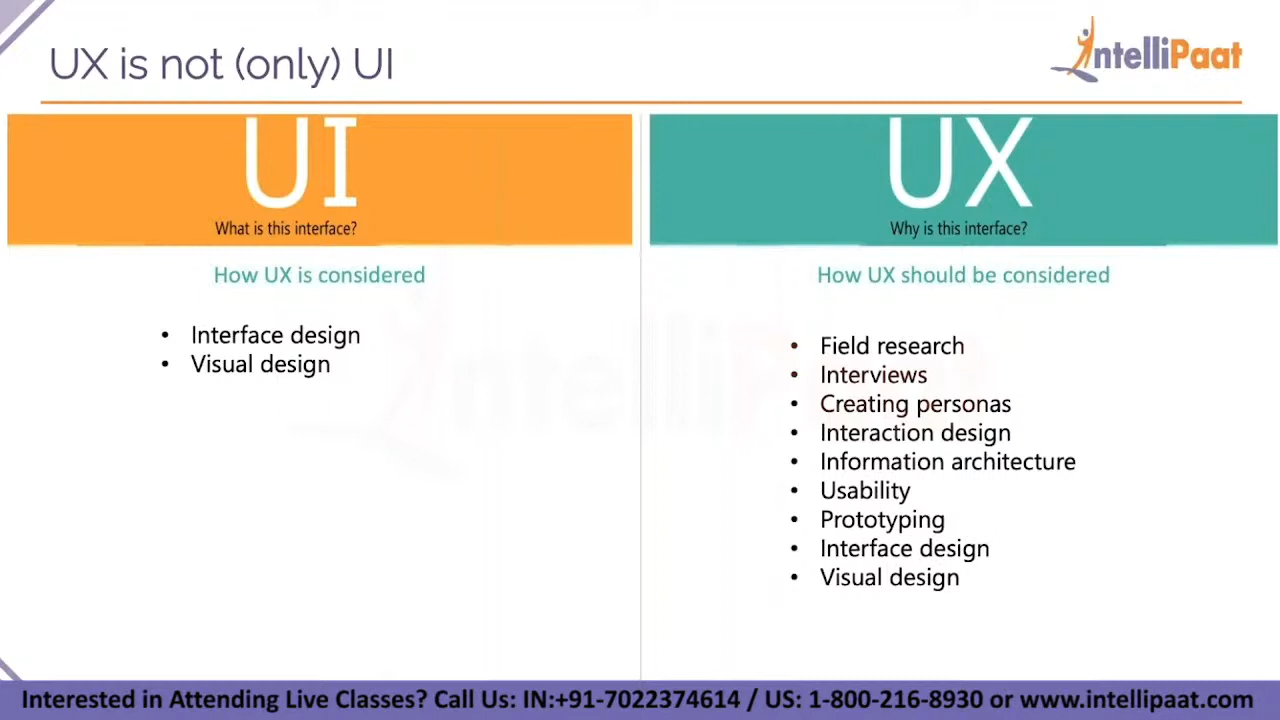 UX is not (only) UI
IntelliPaat
UI
What is this interface?
How UX is considered
• Interface design
• Visual design
UX
Why is this interface?
How UX should be considered
• Field research
• Interviews
• Creating personas
• Interaction design
• Information architecture
• Usability
• Prototyping
• Interface design
• Visual design
IntelliPaat
Interested in Attending Live Classes? Call Us: IN:+91-7022374614 / US: 1-800-216-8930 or www.intellipaat.com